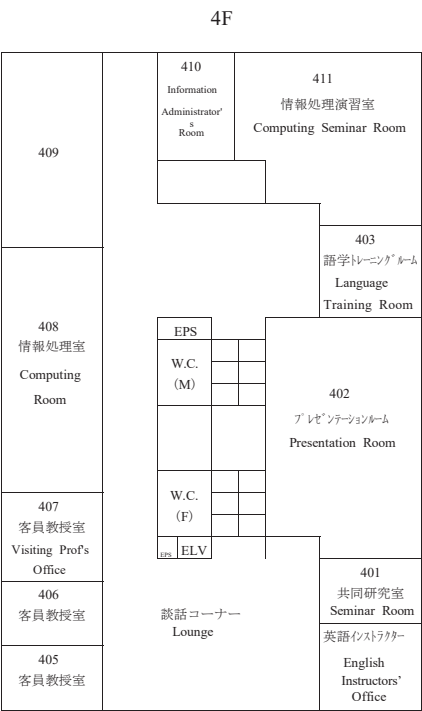 4F
410
Information
Administrator'
s
Room
411
情報処理演習室
Computing Seminar Room
409
403
語学ﾄﾚｰﾆﾝｸﾞﾙｰﾑ
Language
Training Room
408
情報処理室
Computing
Room
EPS
W.C.
(M)
402
ﾌﾟﾚｾﾞﾝﾃｰｼｮﾝﾙｰﾑ
Presentation Room
407
客員教授室
Visiting Prof's
Office
W.C.
(F)
EPS
ELV
406
客員教授室
談話コーナー
Lounge
401
共同研究室
Seminar Room
405
客員教授室
英語ｲﾝｽﾄﾗｸﾀｰ
English
Instructors'
Office